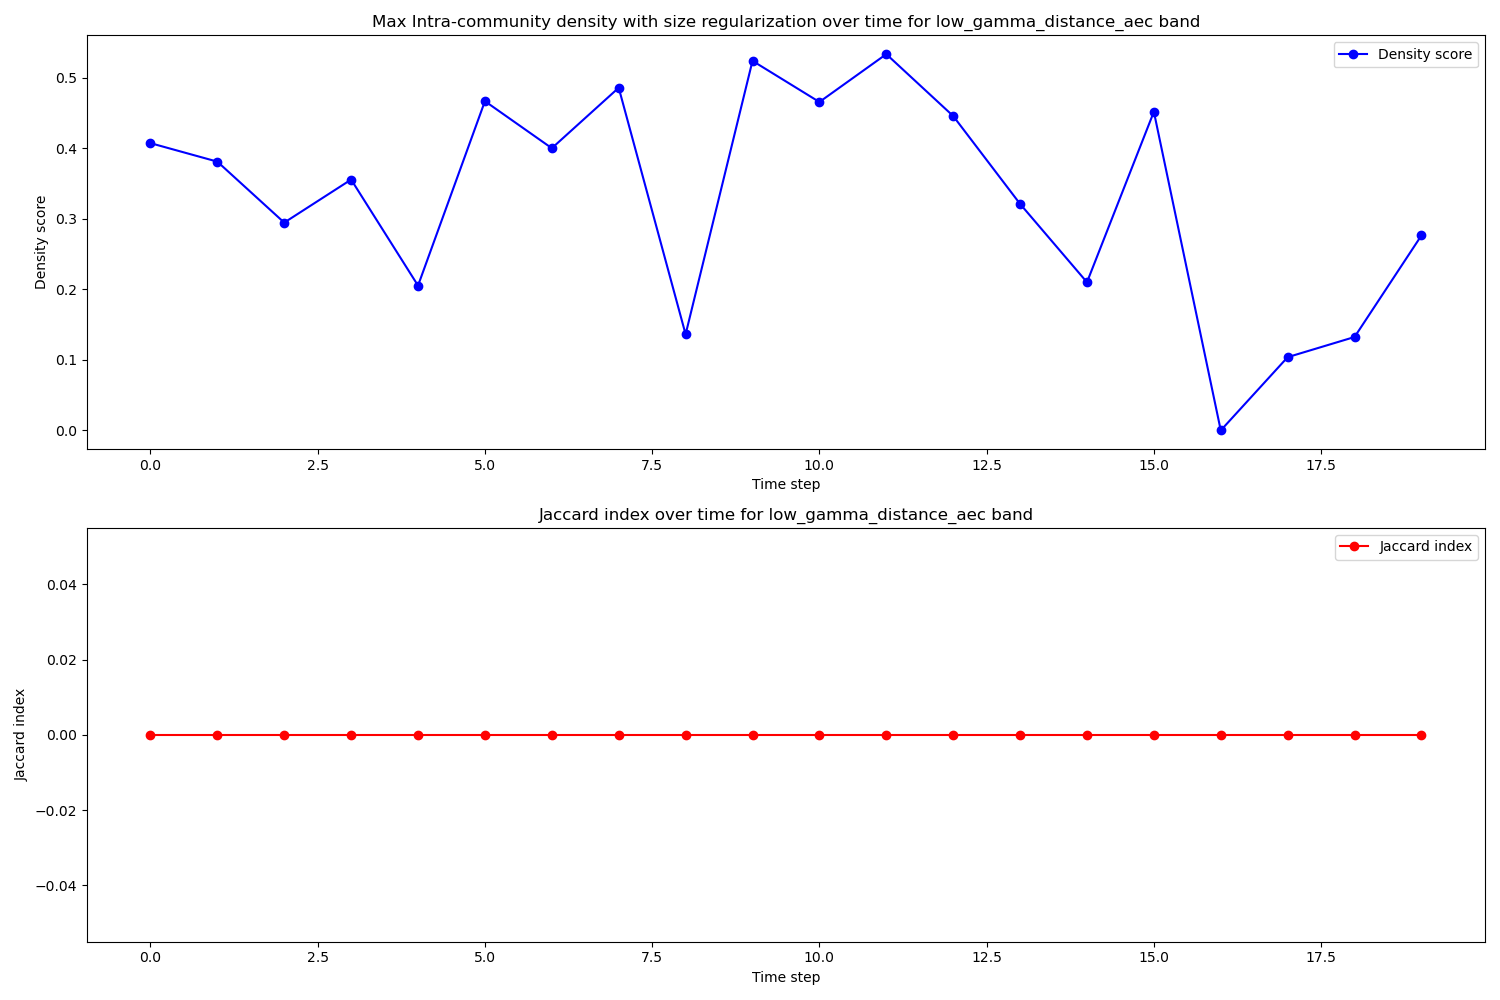 Max Intra-community density with size regularization over time for low_gamma_distance_aec band
Density score
0.5
0.4
0.3
0.2
0.1
0.0
Density score
0.0 2.5 5.0 7.5 10.0 12.5 15.0 17.5
Time step
Jaccard index over time for low_gamma_distance_aec band
Jaccard index
0.04
0.02
0.00
−0.02
−0.04
Jaccard index
0.0 2.5 5.0 7.5 10.0 12.5 15.0 17.5
Time step